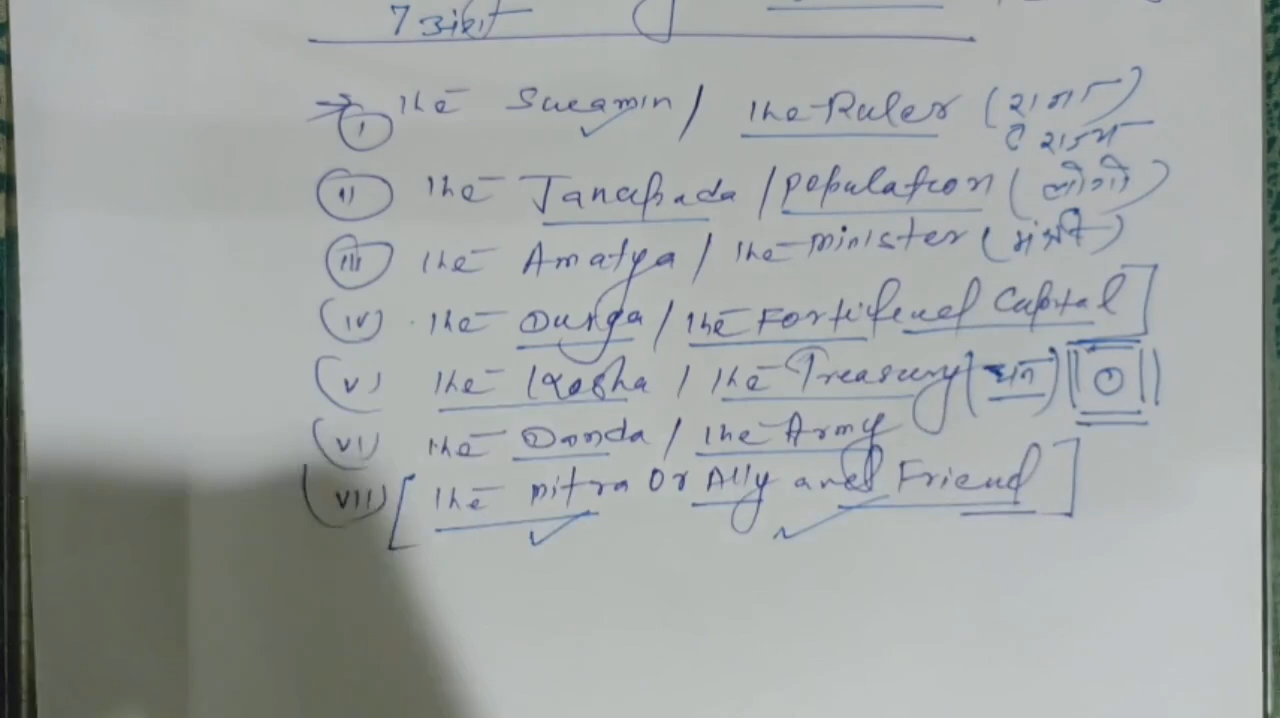 7 अंग
(i) the Swamin / the Ruler (राजा
राज्य
(ii) the Janapada / population (लोगो)
(iii) the Amatya / the minister (मंत्री)
(iv) the Durga / the Fortified Capital]
(v) the Kosha / the Treasury (धन)
(vi) the Danda / the Army
(vii) [the mitra or Ally and Friend]